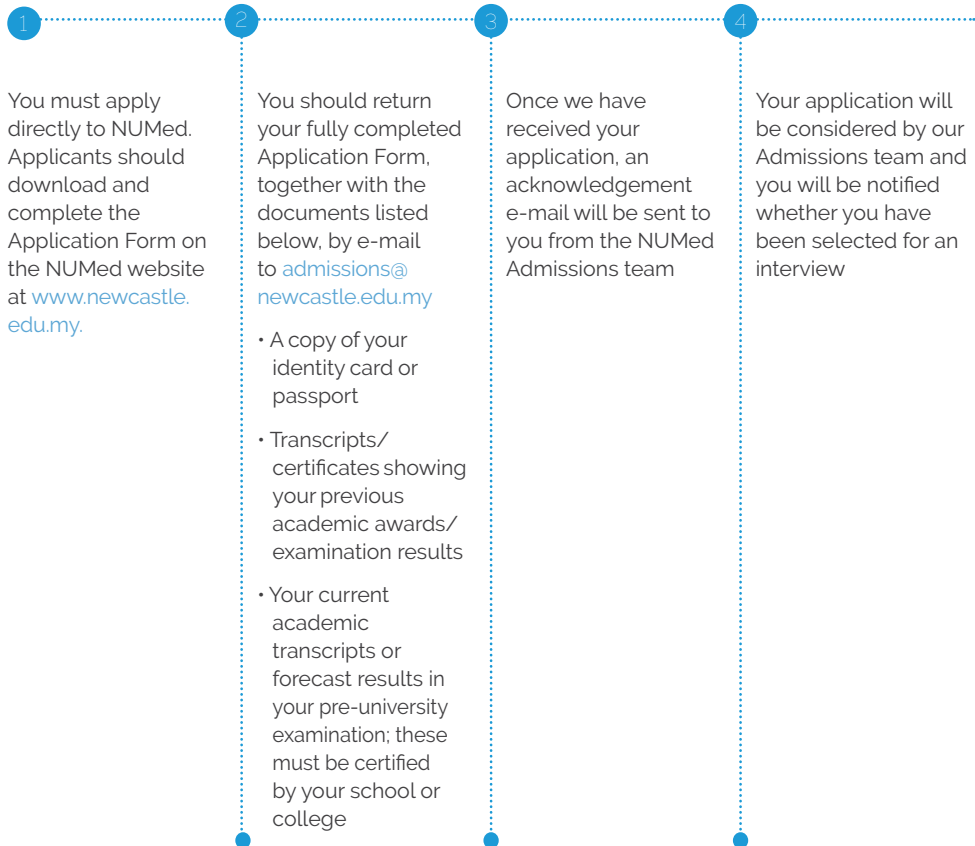 1
You must apply
directly to NUMed.
Applicants should
download and
complete the
Application Form on
the NUMed website
at www.newcastle.
edu.my.
2
You should return
your fully completed
Application Form,
together with the
documents listed
below, by e-mail
to admissions@
newcastle.edu.my
• A copy of your
identity card or
passport
• Transcripts/
certificates showing
your previous
academic awards/
examination results
• Your current
academic
transcripts or
forecast results in
your pre-university
examination; these
must be certified
by your school or
college
3
Once we have
received your
application, an
acknowledgement
e-mail will be sent to
you from the NUMed
Admissions team
4
Your application will
be considered by our
Admissions team and
you will be notified
whether you have
been selected for an
interview